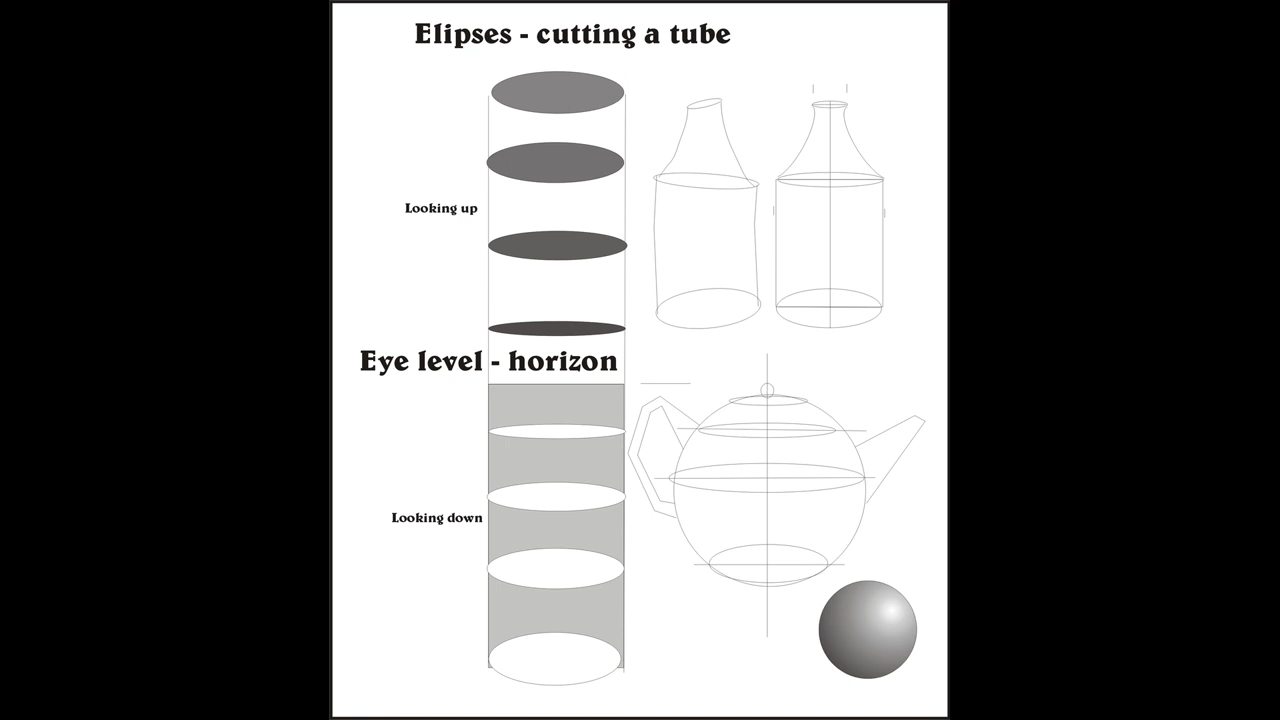 Elipses - cutting a tube
Looking up
Eye level - horizon
Looking down